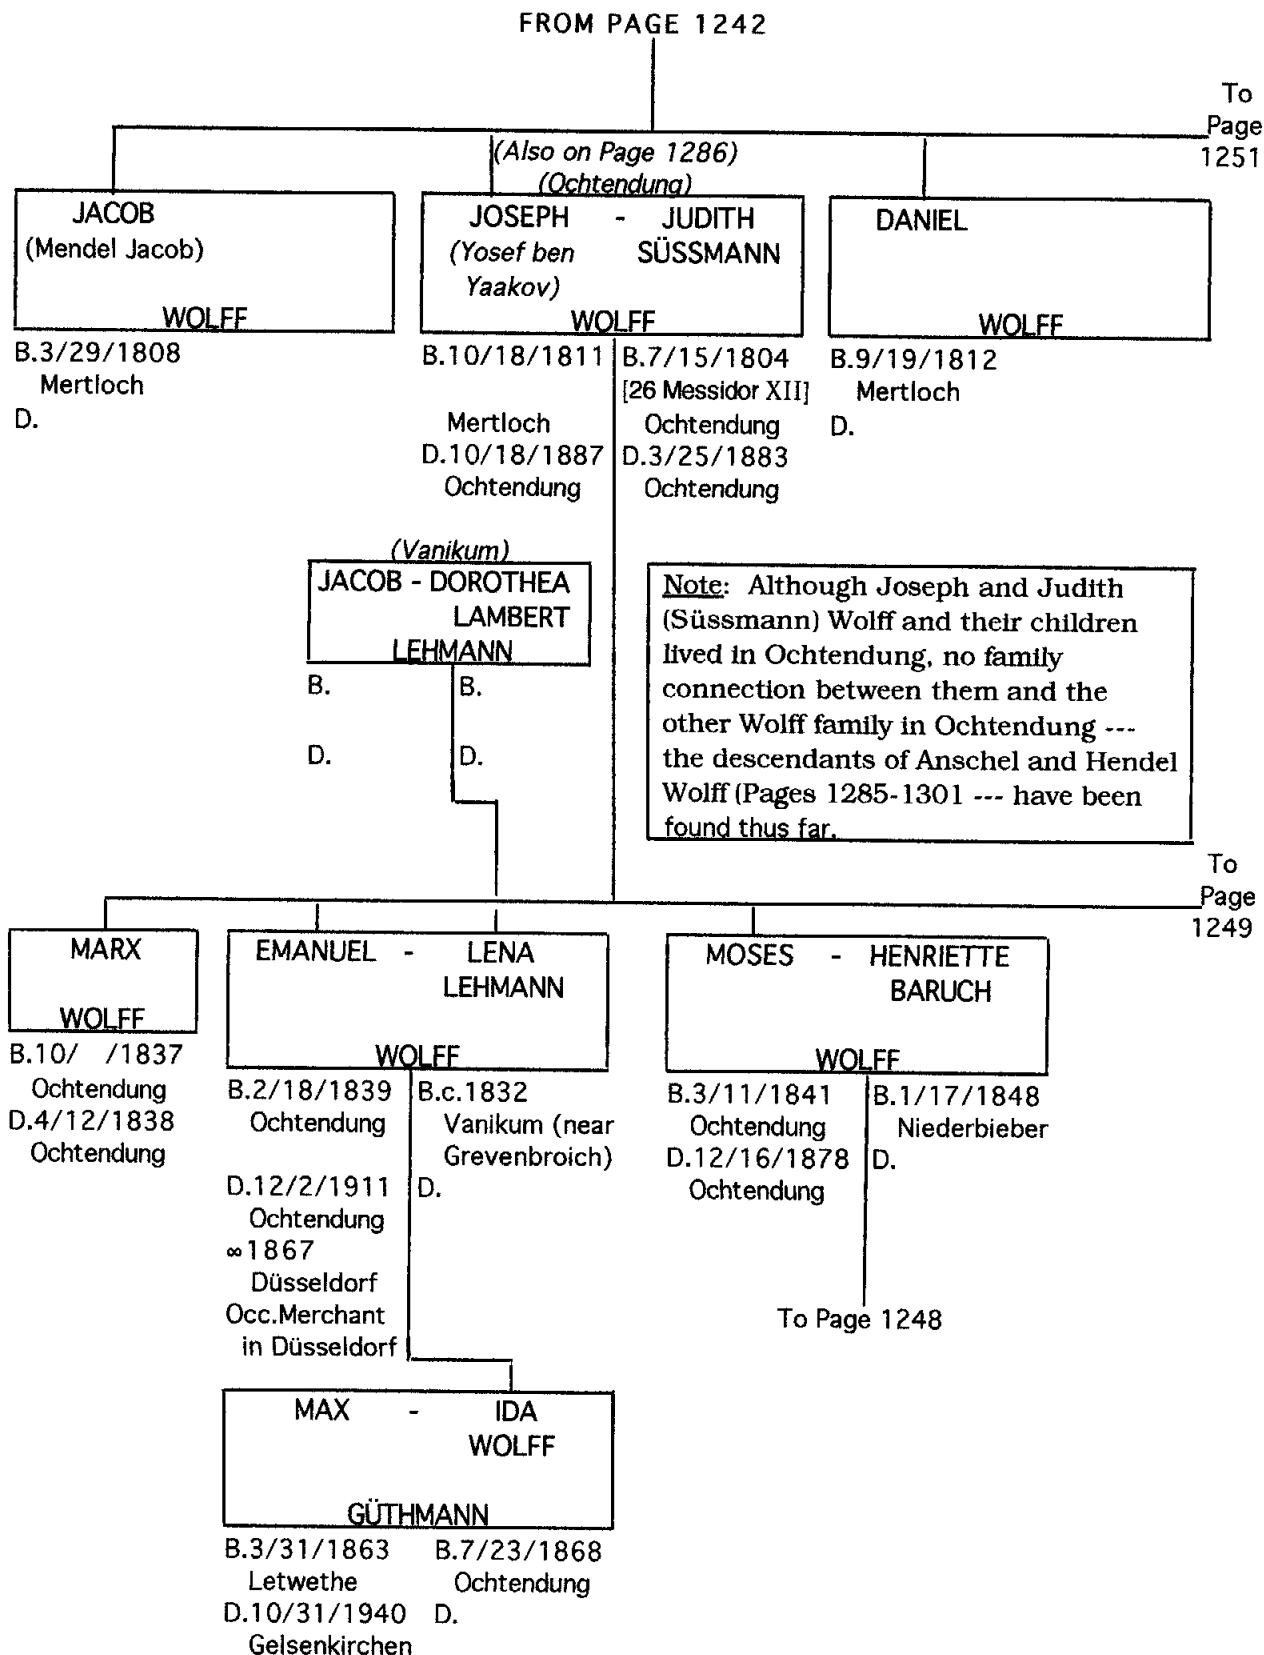 FROM PAGE 1242
To
Page
1251
(Also on Page 1286)
(Ochtendung)
JACOB
(Mendel Jacob)
WOLFF
B.3/29/1808
Mertloch
D.
JOSEPH - JUDITH
(Yosef ben SÜSSMANN
Yaakov)
WOLFF
B.10/18/1811 B.7/15/1804
[26 Messidor XII]
Mertloch Ochtendung
D.10/18/1887 D.3/25/1883
Ochtendung Ochtendung
DANIEL
WOLFF
B.9/19/1812
Mertloch
D.
(Vanikum)
JACOB - DOROTHEA
LAMBERT
LEHMANN
B. B.
D. D.
Note: Although Joseph and Judith
(Süssmann) Wolff and their children
lived in Ochtendung, no family
connection between them and the
other Wolff family in Ochtendung ---
the descendants of Anschel and Hendel
Wolff (Pages 1285-1301 --- have been
found thus far.
To
Page
1249
MARX
WOLFF
B.10/ /1837
Ochtendung
D.4/12/1838
Ochtendung
EMANUEL - LENA
LEHMANN
WOLFF
B.2/18/1839 B.c.1832
Ochtendung Vanikum (near
Grevenbroich)
D.12/2/1911 D.
Ochtendung
∞1867
Düsseldorf
Occ.Merchant
in Düsseldorf
MOSES - HENRIETTE
BARUCH
WOLFF
B.3/11/1841 B.1/17/1848
Ochtendung Niederbieber
D.12/16/1878 D.
Ochtendung
To Page 1248
MAX - IDA
WOLFF
GÜTHMANN
B.3/31/1863 B.7/23/1868
Letwethe Ochtendung
D.10/31/1940 D.
Gelsenkirchen